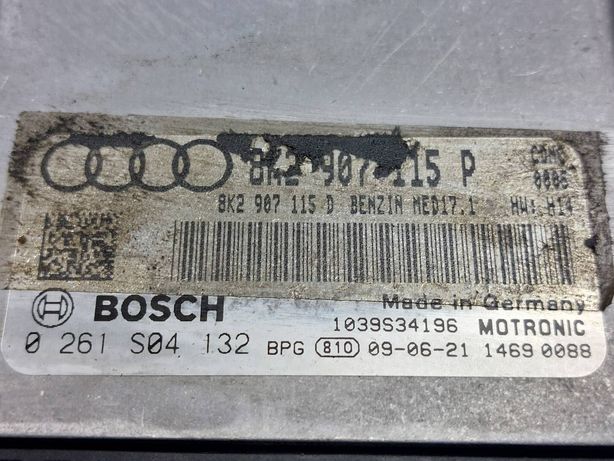 8K2 907 115 P
0006
8K2 907 115 D BENZIN MED17.1 HW: H14
BOSCH
Made in Germany
1039S34196 MOTRONIC
0 261 S04 132 BPG 810 09-06-21 1469 0088